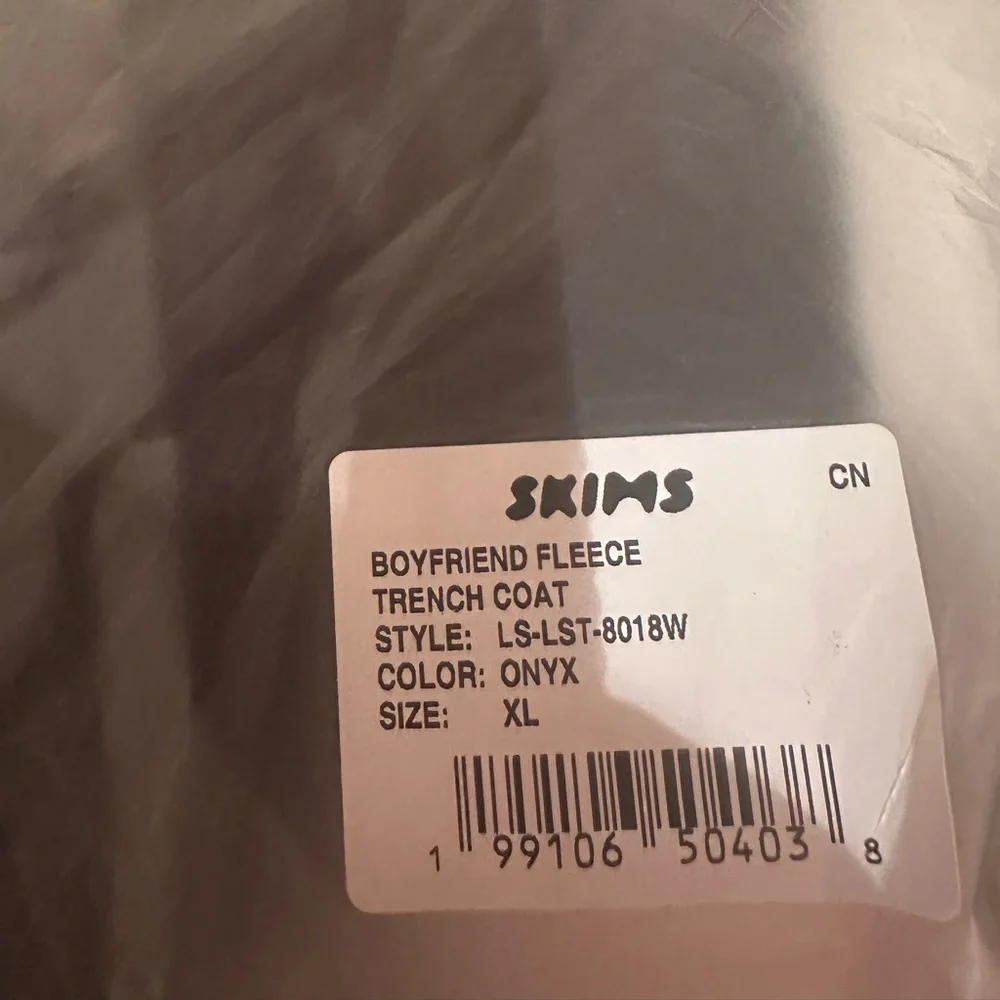 SKIMS
CN
BOYFRIEND FLEECE
TRENCH COAT
STYLE: LS-LST-8018W
COLOR: ONYX
SIZE: XL
1 99106 50403 8